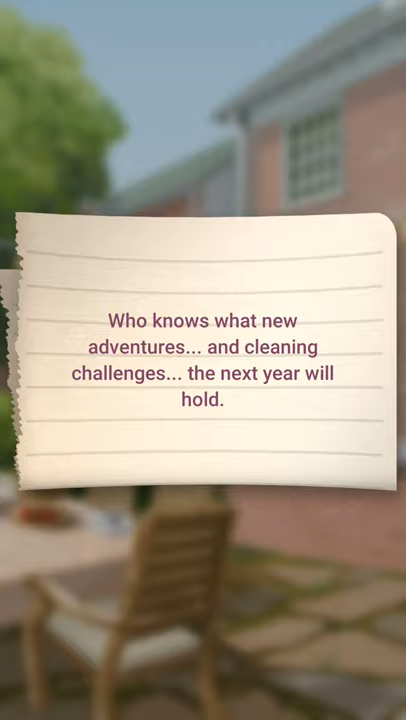 Who knows what new
adventures... and cleaning
challenges... the next year will
hold.